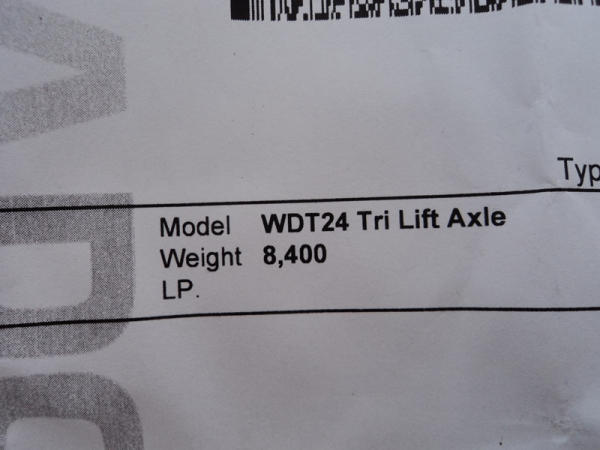 Typ
Model WDT24 Tri Lift Axle
Weight 8,400
LP.